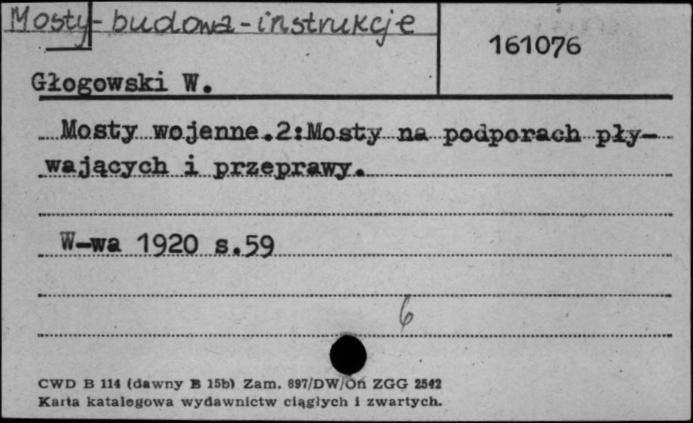 Mosty - budowa - instrukcje
161076
Głogowski W.
Mosty wojenne.2:Mosty na podporach pły-
wających i przeprawy.
W-wa 1920 s.59
6
CWD B 114 (dawny B 15b) Zam. 897/DW/On ZGG 2542
Karta katalogowa wydawnictw ciągłych i zwartych.